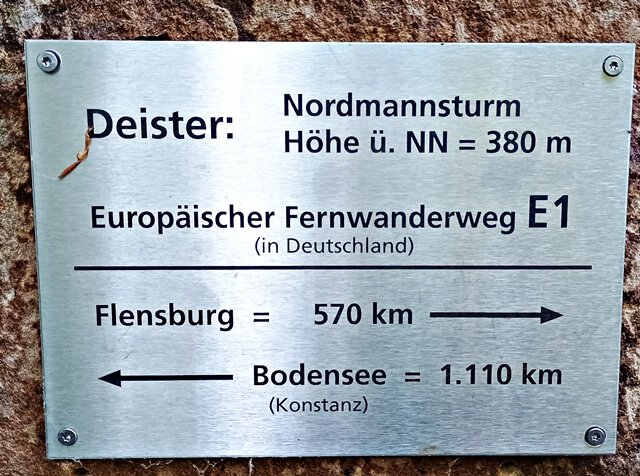 Deister: Nordmannsturm
Höhe ü. NN = 380 m
Europäischer Fernwanderweg E1
(in Deutschland)
Flensburg = 570 km
Bodensee = 1.110 km
(Konstanz)